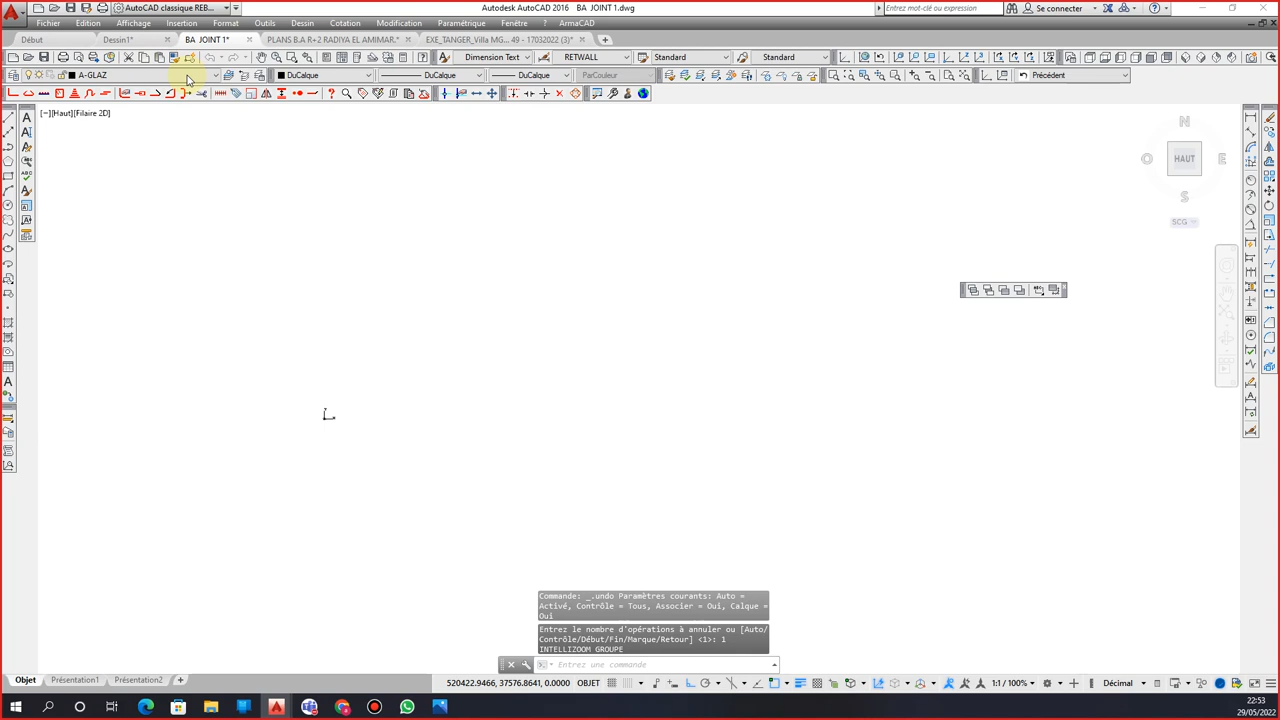 AutoCAD classique REB...
Autodesk AutoCAD 2016 BA JOINT 1.dwg
Entrez mot-clé ou expression
Se connecter
Fichier Edition Affichage Insertion Format Outils Dessin Cotation Modification Paramétrique Fenêtre ? ArmaCAD
Début Dessin1* BA JOINT 1* PLANS B.A R+2 RADIYA EL AMIMAR.* EXE_TANGER_Villa MG... 49 - 17032022 (3)*
Dimension Text RETWALL Standard Standard
A-GLAZ DuCalque DuCalque DuCalque ParCouleur Précédent
[−][Haut][Filaire 2D]
N
O HAUT E
S
SCG
Commande: _.undo Paramètres courants: Auto =
Activé, Contrôle = Tous, Associer = Oui, Calque =
Oui
Entrez le nombre d'opérations à annuler ou [Auto/
Contrôle/Début/Fin/Marque/Retour] <1>: 1
INTELLIZOOM GROUPE
Entrez une commande
Objet Présentation1 Présentation2 +
520422.9466, 37576.8641, 0.0000 OBJET 1:1 / 100% Décimal
22:53
29/05/2022